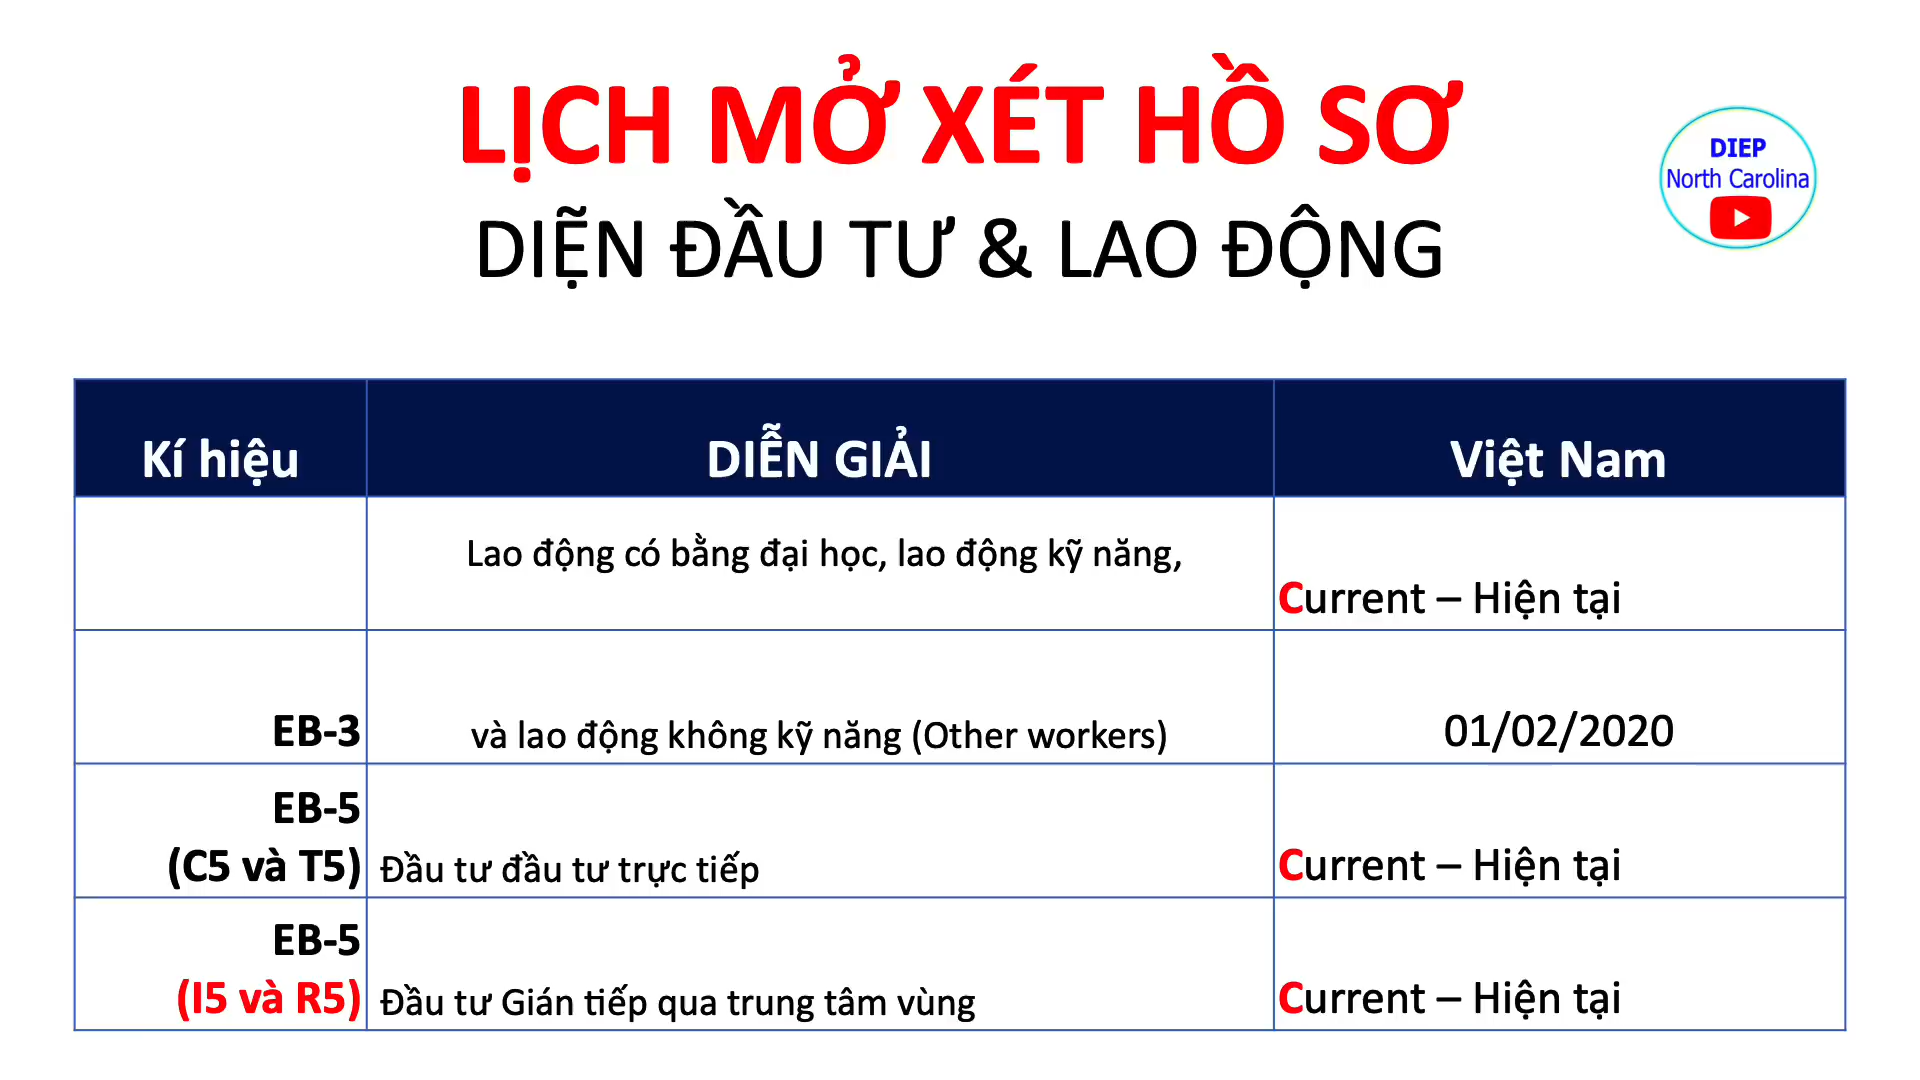 LỊCH MỞ XÉT HỒ SƠ
DIỆN ĐẦU TƯ & LAO ĐỘNG
DIEP
North Carolina
Kí hiệu DIỄN GIẢI Việt Nam
Lao động có bằng đại học, lao động kỹ năng,
Current – Hiện tại
EB-3 và lao động không kỹ năng (Other workers) 01/02/2020
EB-5
(C5 và T5) Đầu tư đầu tư trực tiếp Current – Hiện tại
EB-5
(I5 và R5) Đầu tư Gián tiếp qua trung tâm vùng Current – Hiện tại